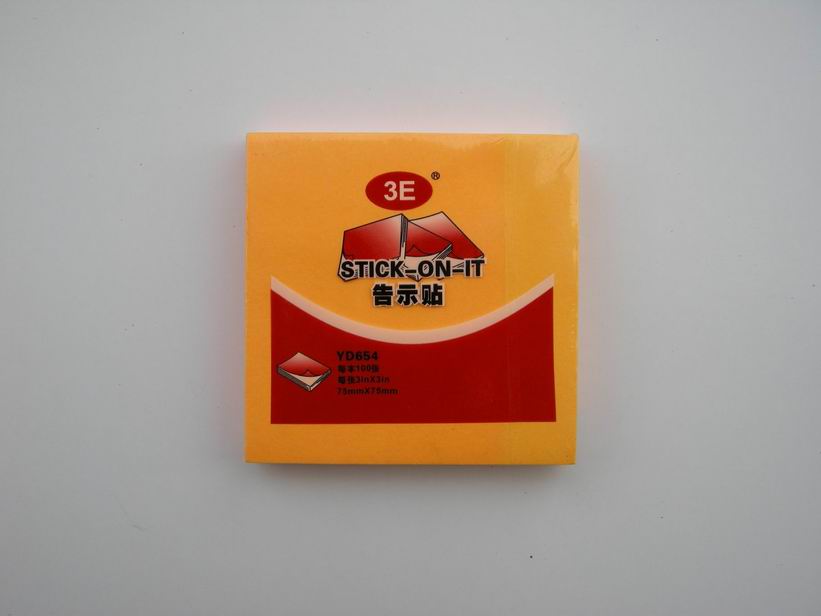 3E®
STICK-ON-IT
告示贴
YD654
每本100张
每张3inX3in
75mmX75mm